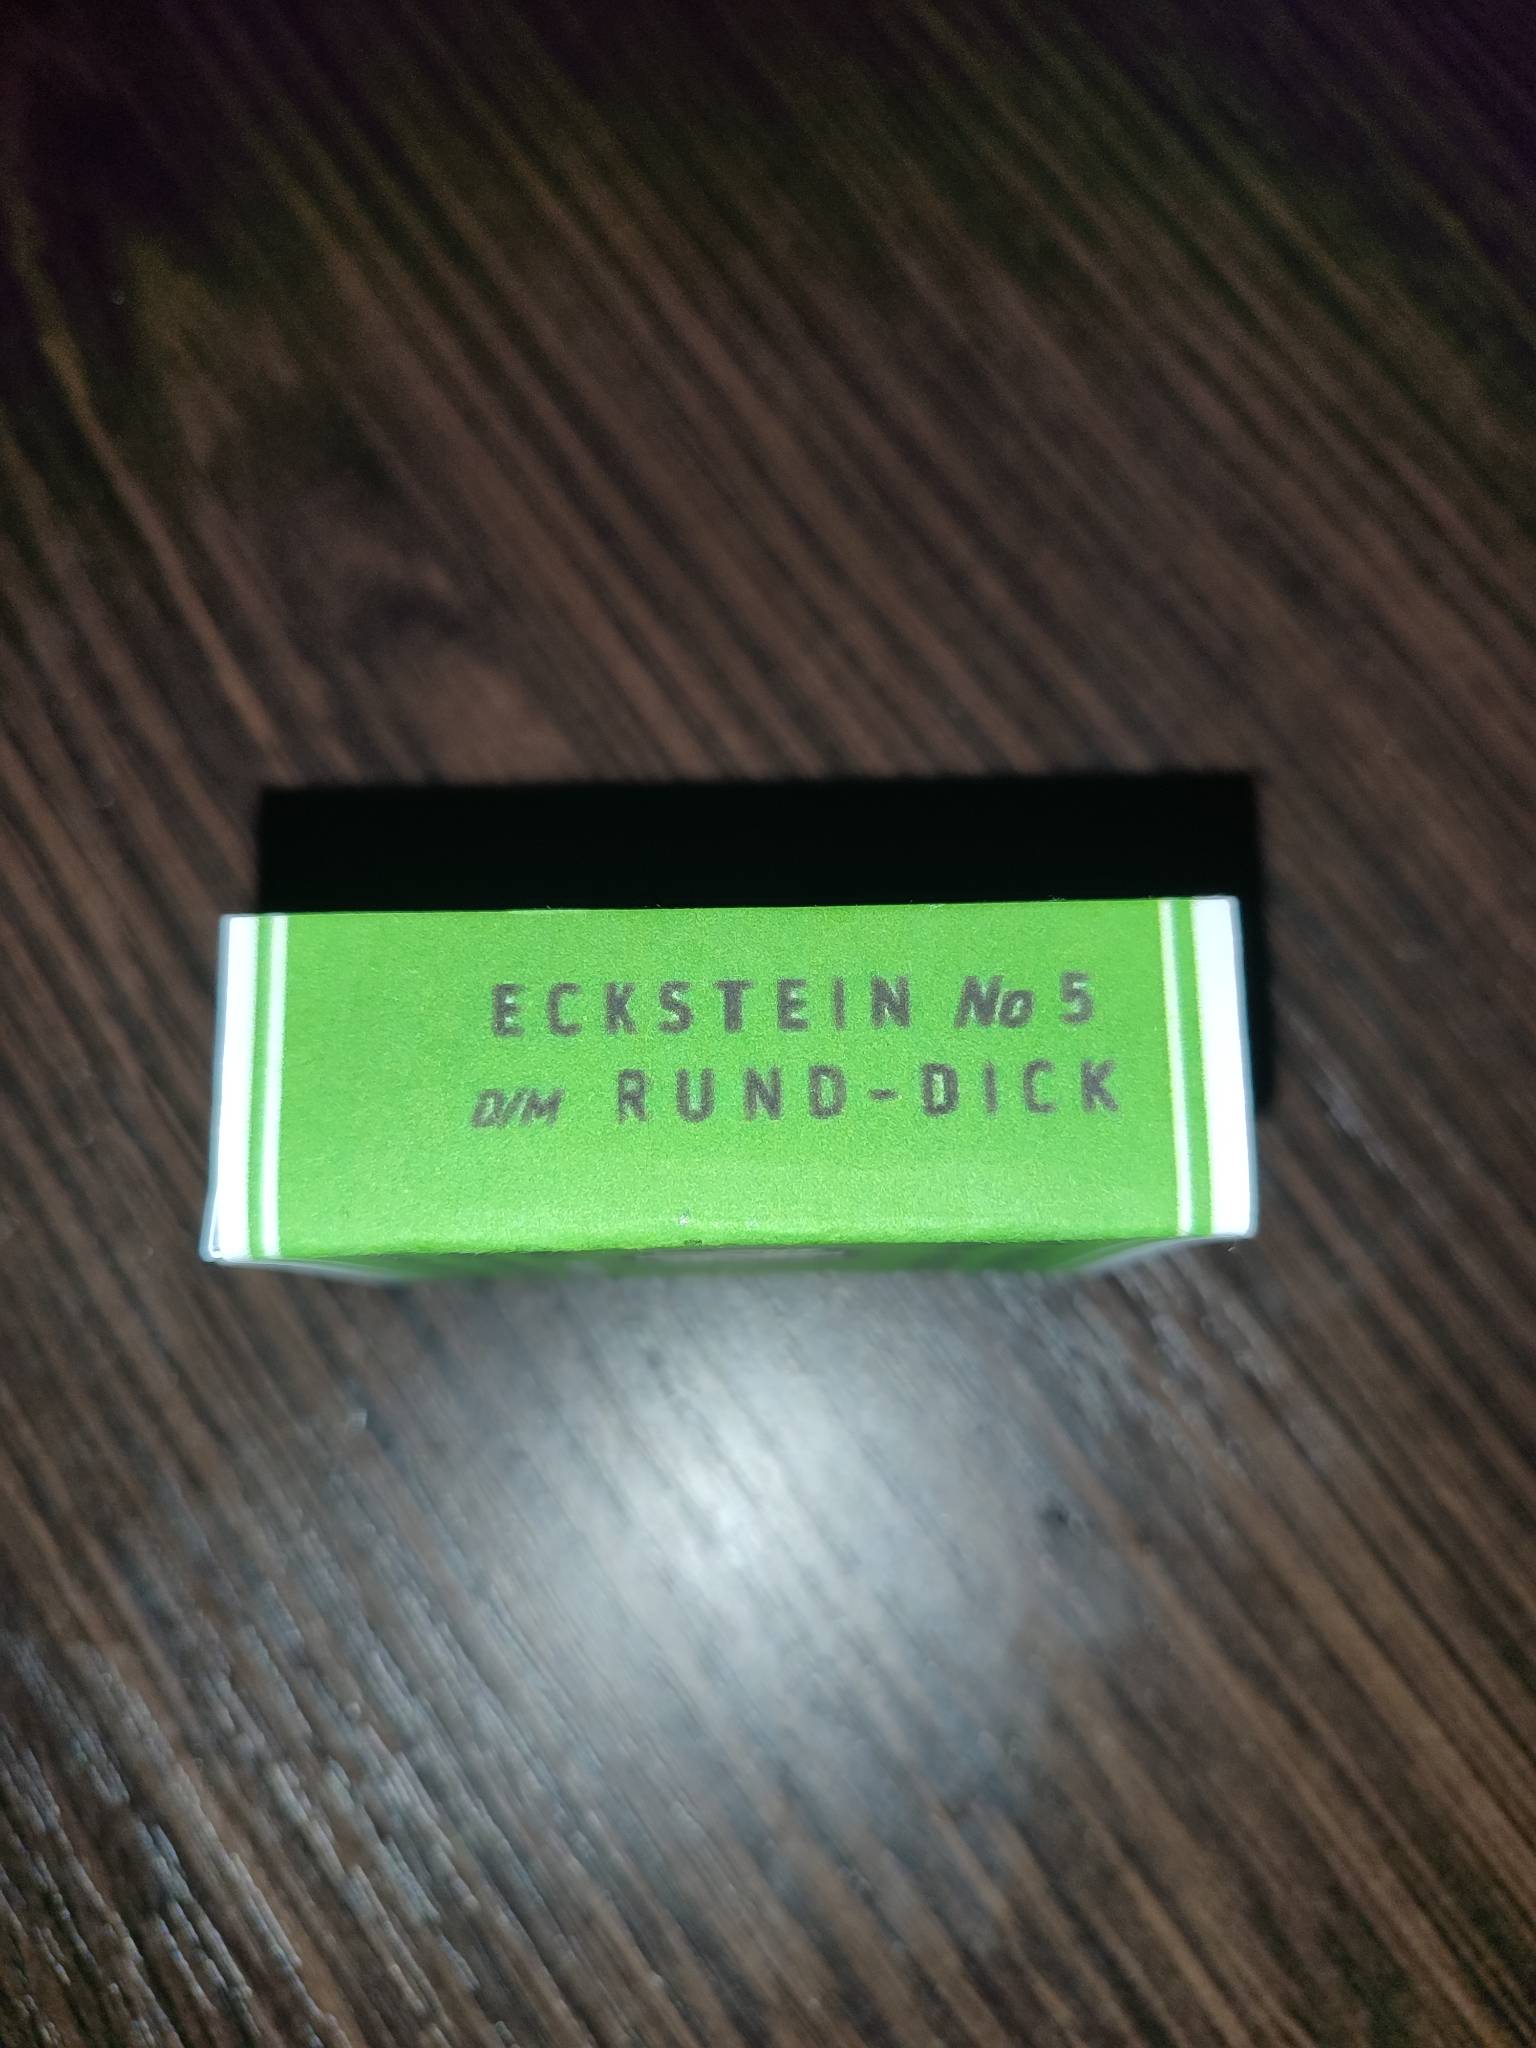 ECKSTEIN No 5
D/M RUND-DICK